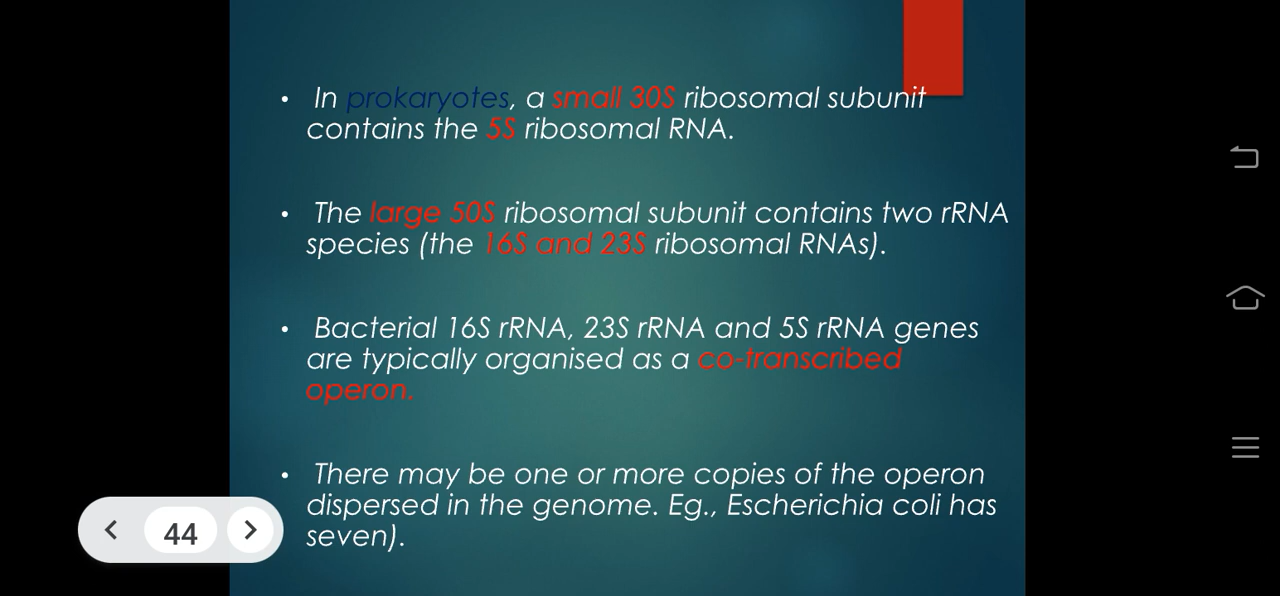 • In prokaryotes, a small 30S ribosomal subunit
contains the 5S ribosomal RNA.
• The large 50S ribosomal subunit contains two rRNA
species (the 16S and 23S ribosomal RNAs).
• Bacterial 16S rRNA, 23S rRNA and 5S rRNA genes
are typically organised as a co-transcribed
operon.
• There may be one or more copies of the operon
dispersed in the genome. Eg., Escherichia coli has
seven).
44